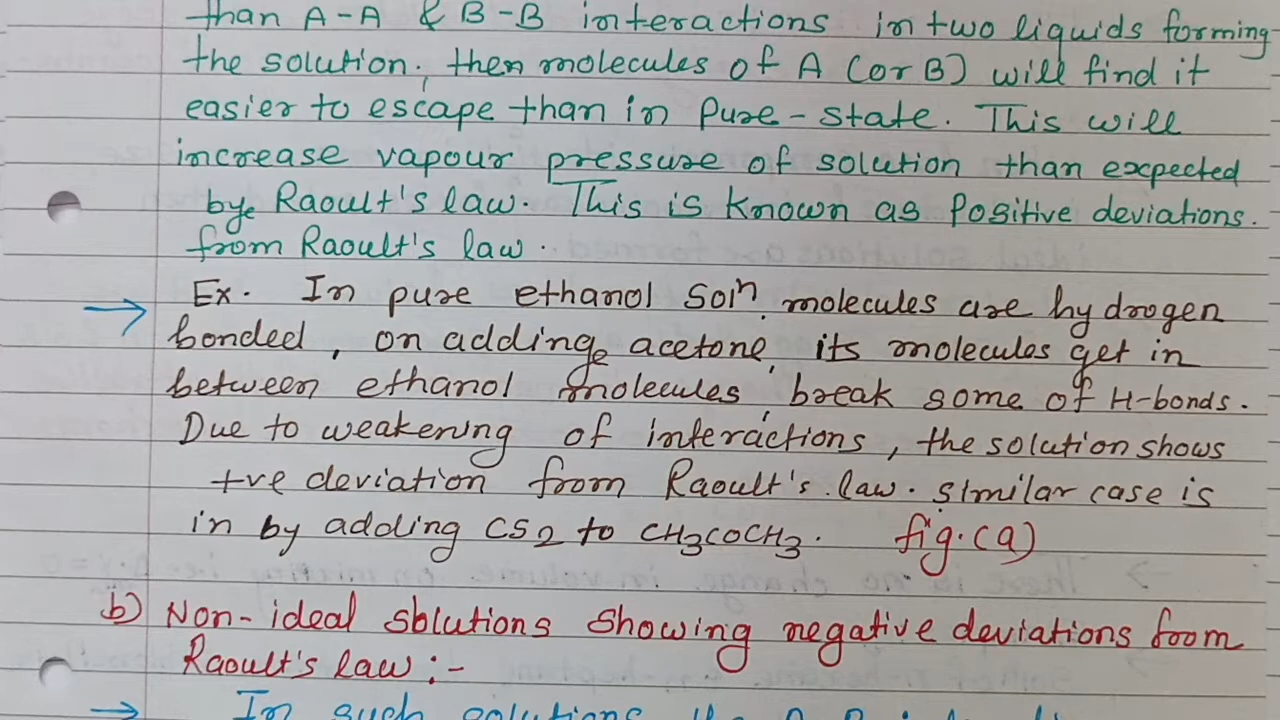 than A-A & B-B interactions in two liquids forming
the solution, then molecules of A (or B) will find it
easier to escape than in Pure-state. This will
increase vapour pressure of solution than expected
by Raoult's law. This is known as Positive deviations.
from Raoult's law.
→ Ex. In pure ethanol solⁿ. molecules are hydrogen
bonded, on adding acetone, its molecules get in
between ethanol molecules, break some of H-bonds.
Due to weakening of interactions, the solution shows
+ve deviation from Raoult's law. similar case is
in by adding CS2 to CH3COCH3. fig.(a)
b) Non-ideal solutions showing negative deviations from
Raoult's law :-
→ In such solutions